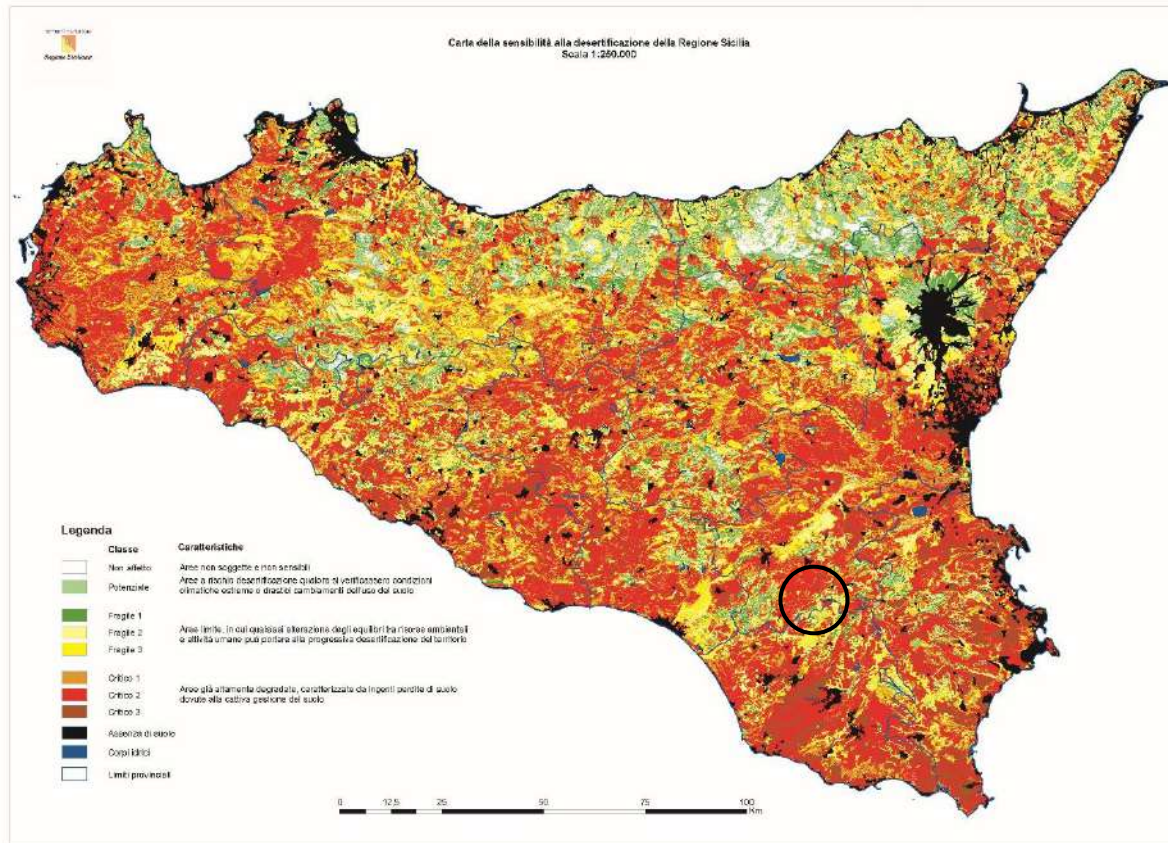 Regione Siciliana
Carta della sensibilità alla desertificazione della Regione Sicilia
Scala 1:250.000
Legenda
Classe Caratteristiche
Non affetto Aree non soggette e non sensibili
Potenziale Aree a rischio desertificazione qualora si verificassero condizioni
climatiche estreme o drastici cambiamenti dell'uso del suolo
Fragile 1
Fragile 2 Aree limite, in cui qualsiasi alterazione degli equilibri tra risorse ambientali
e attività umane può portare alla progressiva desertificazione del territorio
Fragile 3
Critico 1
Critico 2 Aree già altamente degradate, caratterizzate da ingenti perdite di suolo
dovute alla cattiva gestione del suolo
Critico 3
Assenza di suolo
Corpi idrici
Limiti provinciali
0 12,5 25 50 75 100
Km